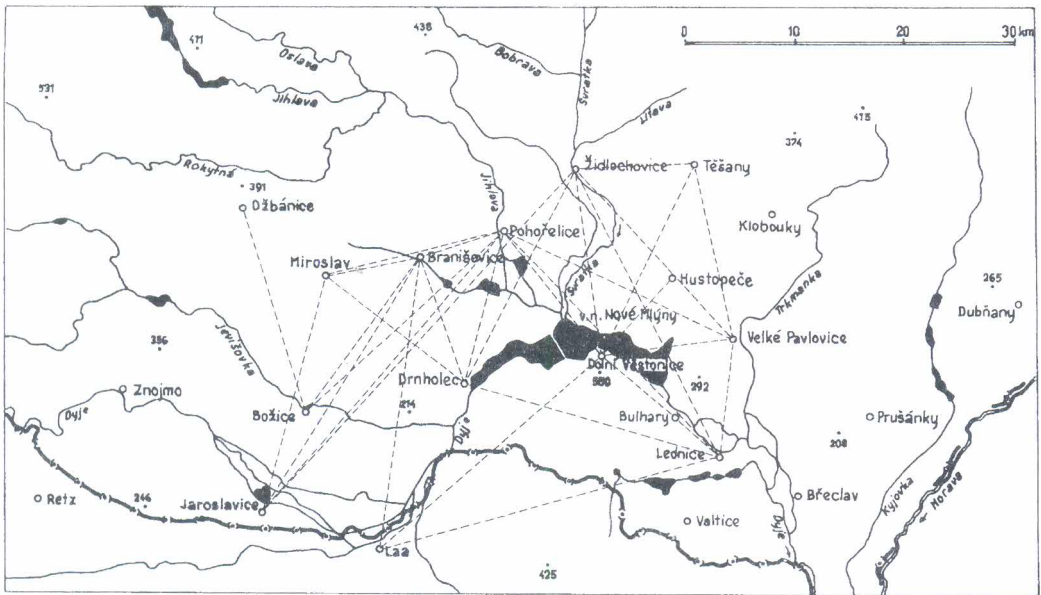 0 10 20 30 km
438
471
Oslava
Bobrava
Svratka
531
Jihlava
Litava
475
374
Rokytná
Židlochovice
Těšany
391
Džbánice
Jihlava
Klobouky
Pohořelice
Miroslav
Branišovice
Svratka
Hustopeče
Trkmanka
265
Dubňany
v.n. Nové Mlýny
Jevišovka
Velké Pavlovice
356
Dolní Věstonice
550
292
Drnholec
Znojmo
Dyje
Božice
214
Bulhary
Prušánky
208
Dyje
Lednice
Retz
246
Jaroslavice
Břeclav
Kyjovka
Morava
Valtice
Dyje
Laa
425